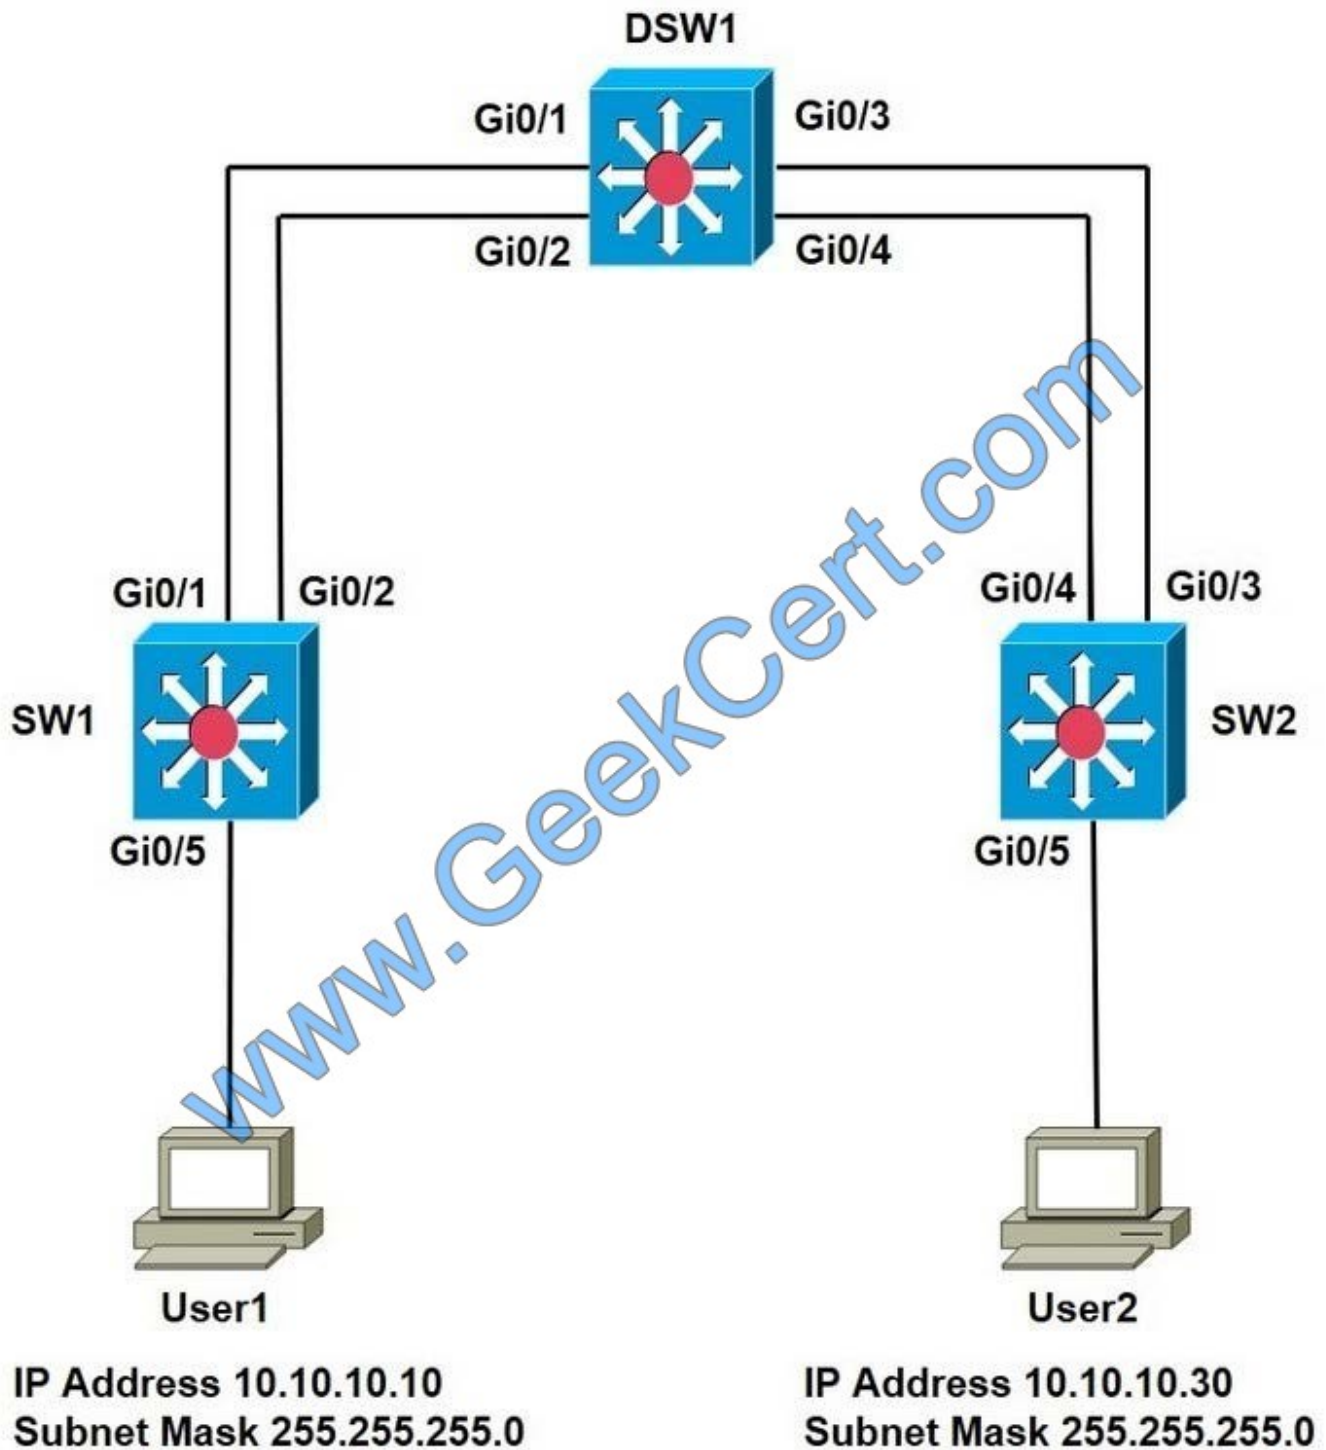 DSW1
Gi0/1
Gi0/3
Gi0/2
Gi0/4
Gi0/1
Gi0/2
Gi0/4
Gi0/3
SW1
SW2
Gi0/5
Gi0/5
www.GeekCert.com
User1
User2
IP Address 10.10.10.10
Subnet Mask 255.255.255.0
IP Address 10.10.10.30
Subnet Mask 255.255.255.0